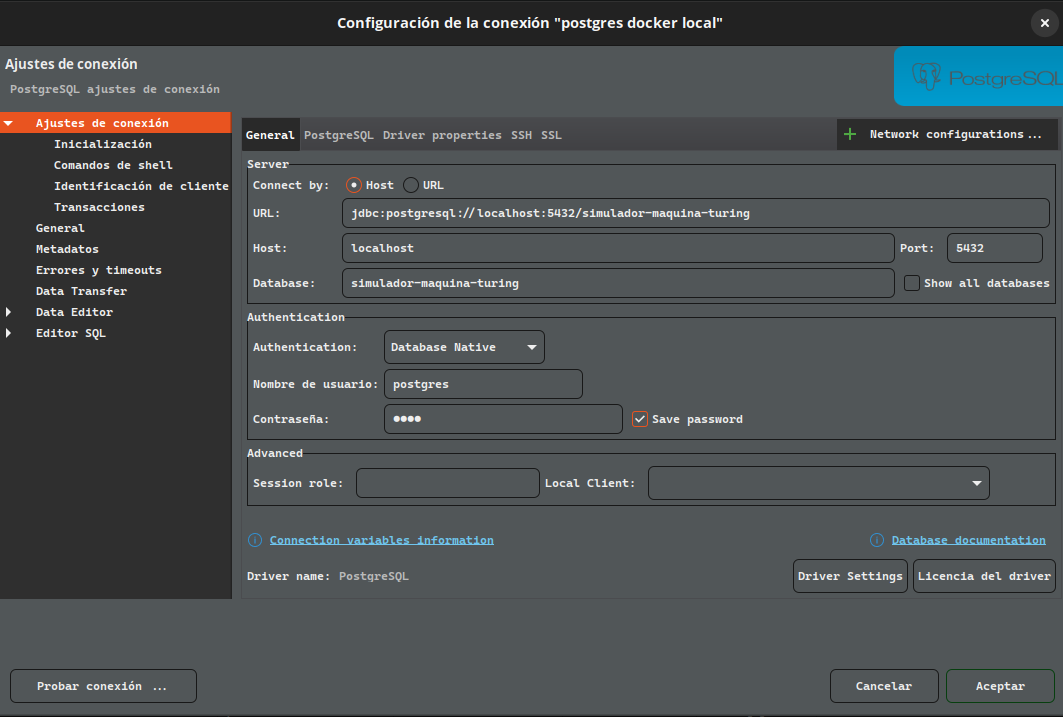 Configuración de la conexión "postgres docker local"
Ajustes de conexión
PostgreSQL ajustes de conexión
PostgreSQL
Ajustes de conexión
Inicialización
Comandos de shell
Identificación de cliente
Transacciones
General
Metadatos
Errores y timeouts
Data Transfer
Data Editor
Editor SQL
General PostgreSQL Driver properties SSH SSL
Network configurations ...
Server
Connect by: Host URL
URL: jdbc:postgresql://localhost:5432/simulador-maquina-turing
Host: localhost Port: 5432
Database: simulador-maquina-turing Show all databases
Authentication
Authentication: Database Native
Nombre de usuario: postgres
Contraseña: •••• Save password
Advanced
Session role: Local Client:
Connection variables information Database documentation
Driver name: PostgreSQL Driver Settings Licencia del driver
Probar conexión ... Cancelar Aceptar